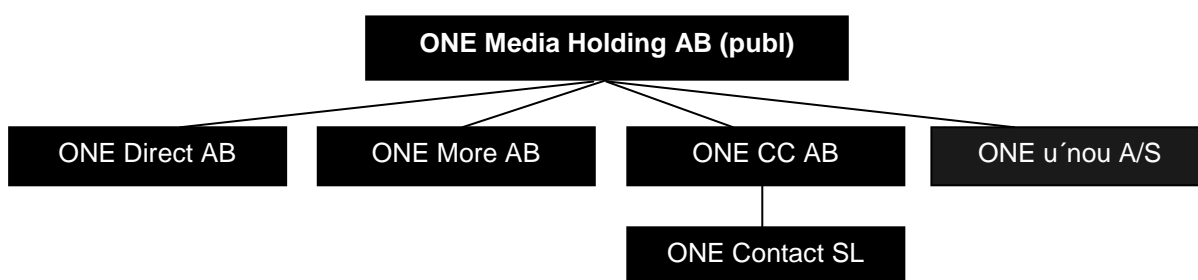 ONE Media Holding AB (publ)
ONE Direct AB
ONE More AB
ONE CC AB
ONE u´nou A/S
ONE Contact SL